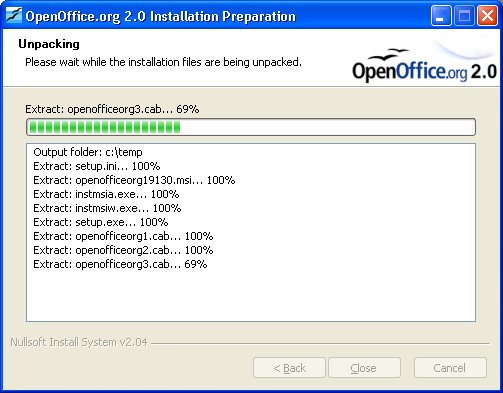 OpenOffice.org 2.0 Installation Preparation
Unpacking
Please wait while the installation files are being unpacked.
OpenOffice.org 2.0
Extract: openofficeorg3.cab... 69%
Output folder: c:\temp
Extract: setup.ini... 100%
Extract: openofficeorg19130.msi... 100%
Extract: instmsia.exe... 100%
Extract: instmsiw.exe... 100%
Extract: setup.exe... 100%
Extract: openofficeorg1.cab... 100%
Extract: openofficeorg2.cab... 100%
Extract: openofficeorg3.cab... 69%
Nullsoft Install System v2.04
< Back
Close
Cancel